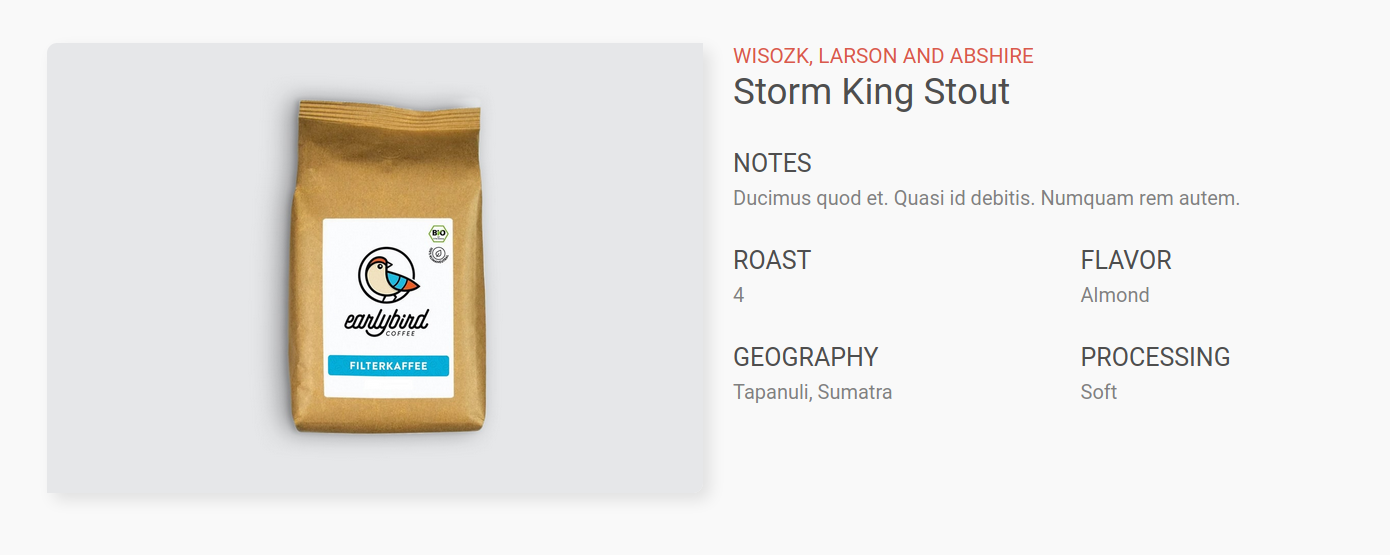 WISOZK, LARSON AND ABSHIRE
Storm King Stout
NOTES
Ducimus quod et. Quasi id debitis. Numquam rem autem.
ROAST
4
FLAVOR
Almond
GEOGRAPHY
Tapanuli, Sumatra
PROCESSING
Soft
BIO
earlybird
COFFEE
FILTERKAFFEE